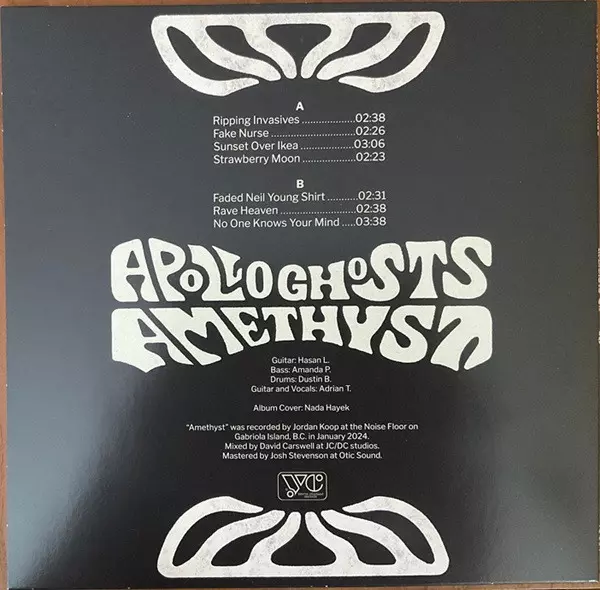 A
Ripping Invasives ..................02:38
Fake Nurse ............................02:26
Sunset Over Ikea ..................03:06
Strawberry Moon ..................02:23
B
Faded Neil Young Shirt ..........02:31
Rave Heaven .........................02:38
No One Knows Your Mind .....03:38
APOLLO GHOSTS
AMETHYST
Guitar: Hasan L.
Bass: Amanda P.
Drums: Dustin B.
Guitar and Vocals: Adrian T.
Album Cover: Nada Hayek
“Amethyst” was recorded by Jordan Koop at the Noise Floor on
Gabriola Island, B.C. in January 2024.
Mixed by David Carswell at JC/DC studios.
Mastered by Josh Stevenson at Otic Sound.